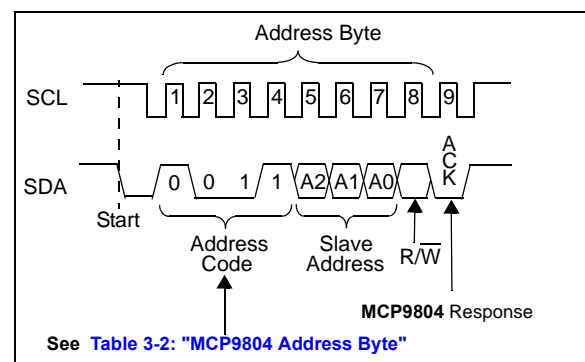 Address Byte
SCL 1 2 3 4 5 6 7 8 9
ACK
SDA 0 0 1 1 A2 A1 A0
Start
Address Code
Slave Address
R/W̅
MCP9804 Response
See Table 3-2: "MCP9804 Address Byte"